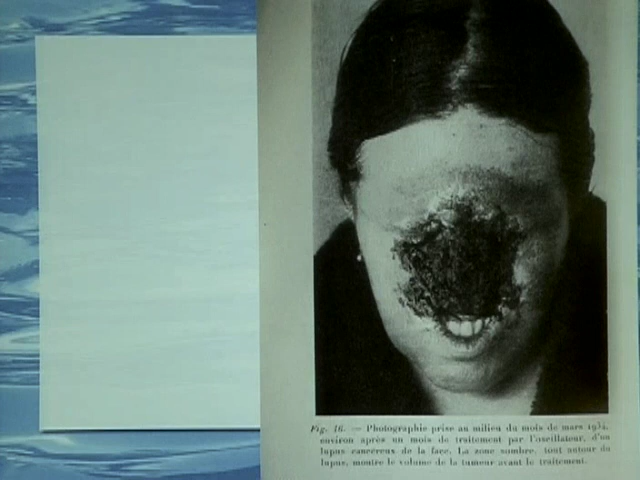 Fig. 16. — Photographie prise au milieu du mois de mars 1934,
environ après un mois de traitement par l'oscillateur, d'un
lupus cancéreux de la face. La zone sombre, tout autour du
lupus, montre le volume de la tumeur avant le traitement.